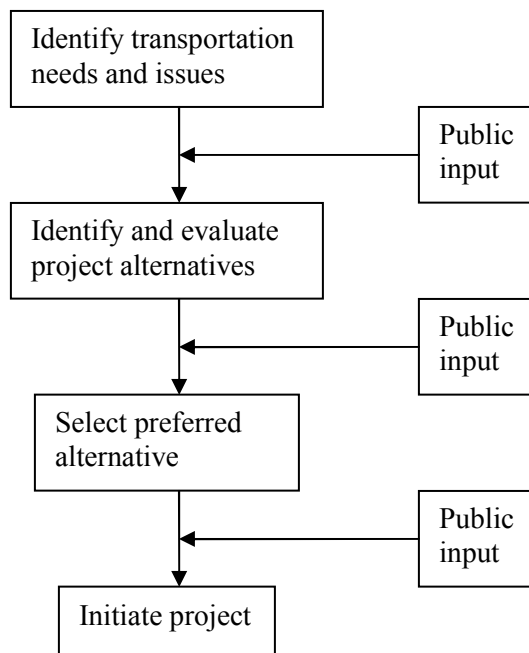 Identify transportation
needs and issues
Public
input
Identify and evaluate
project alternatives
Public
input
Select preferred
alternative
Public
input
Initiate project